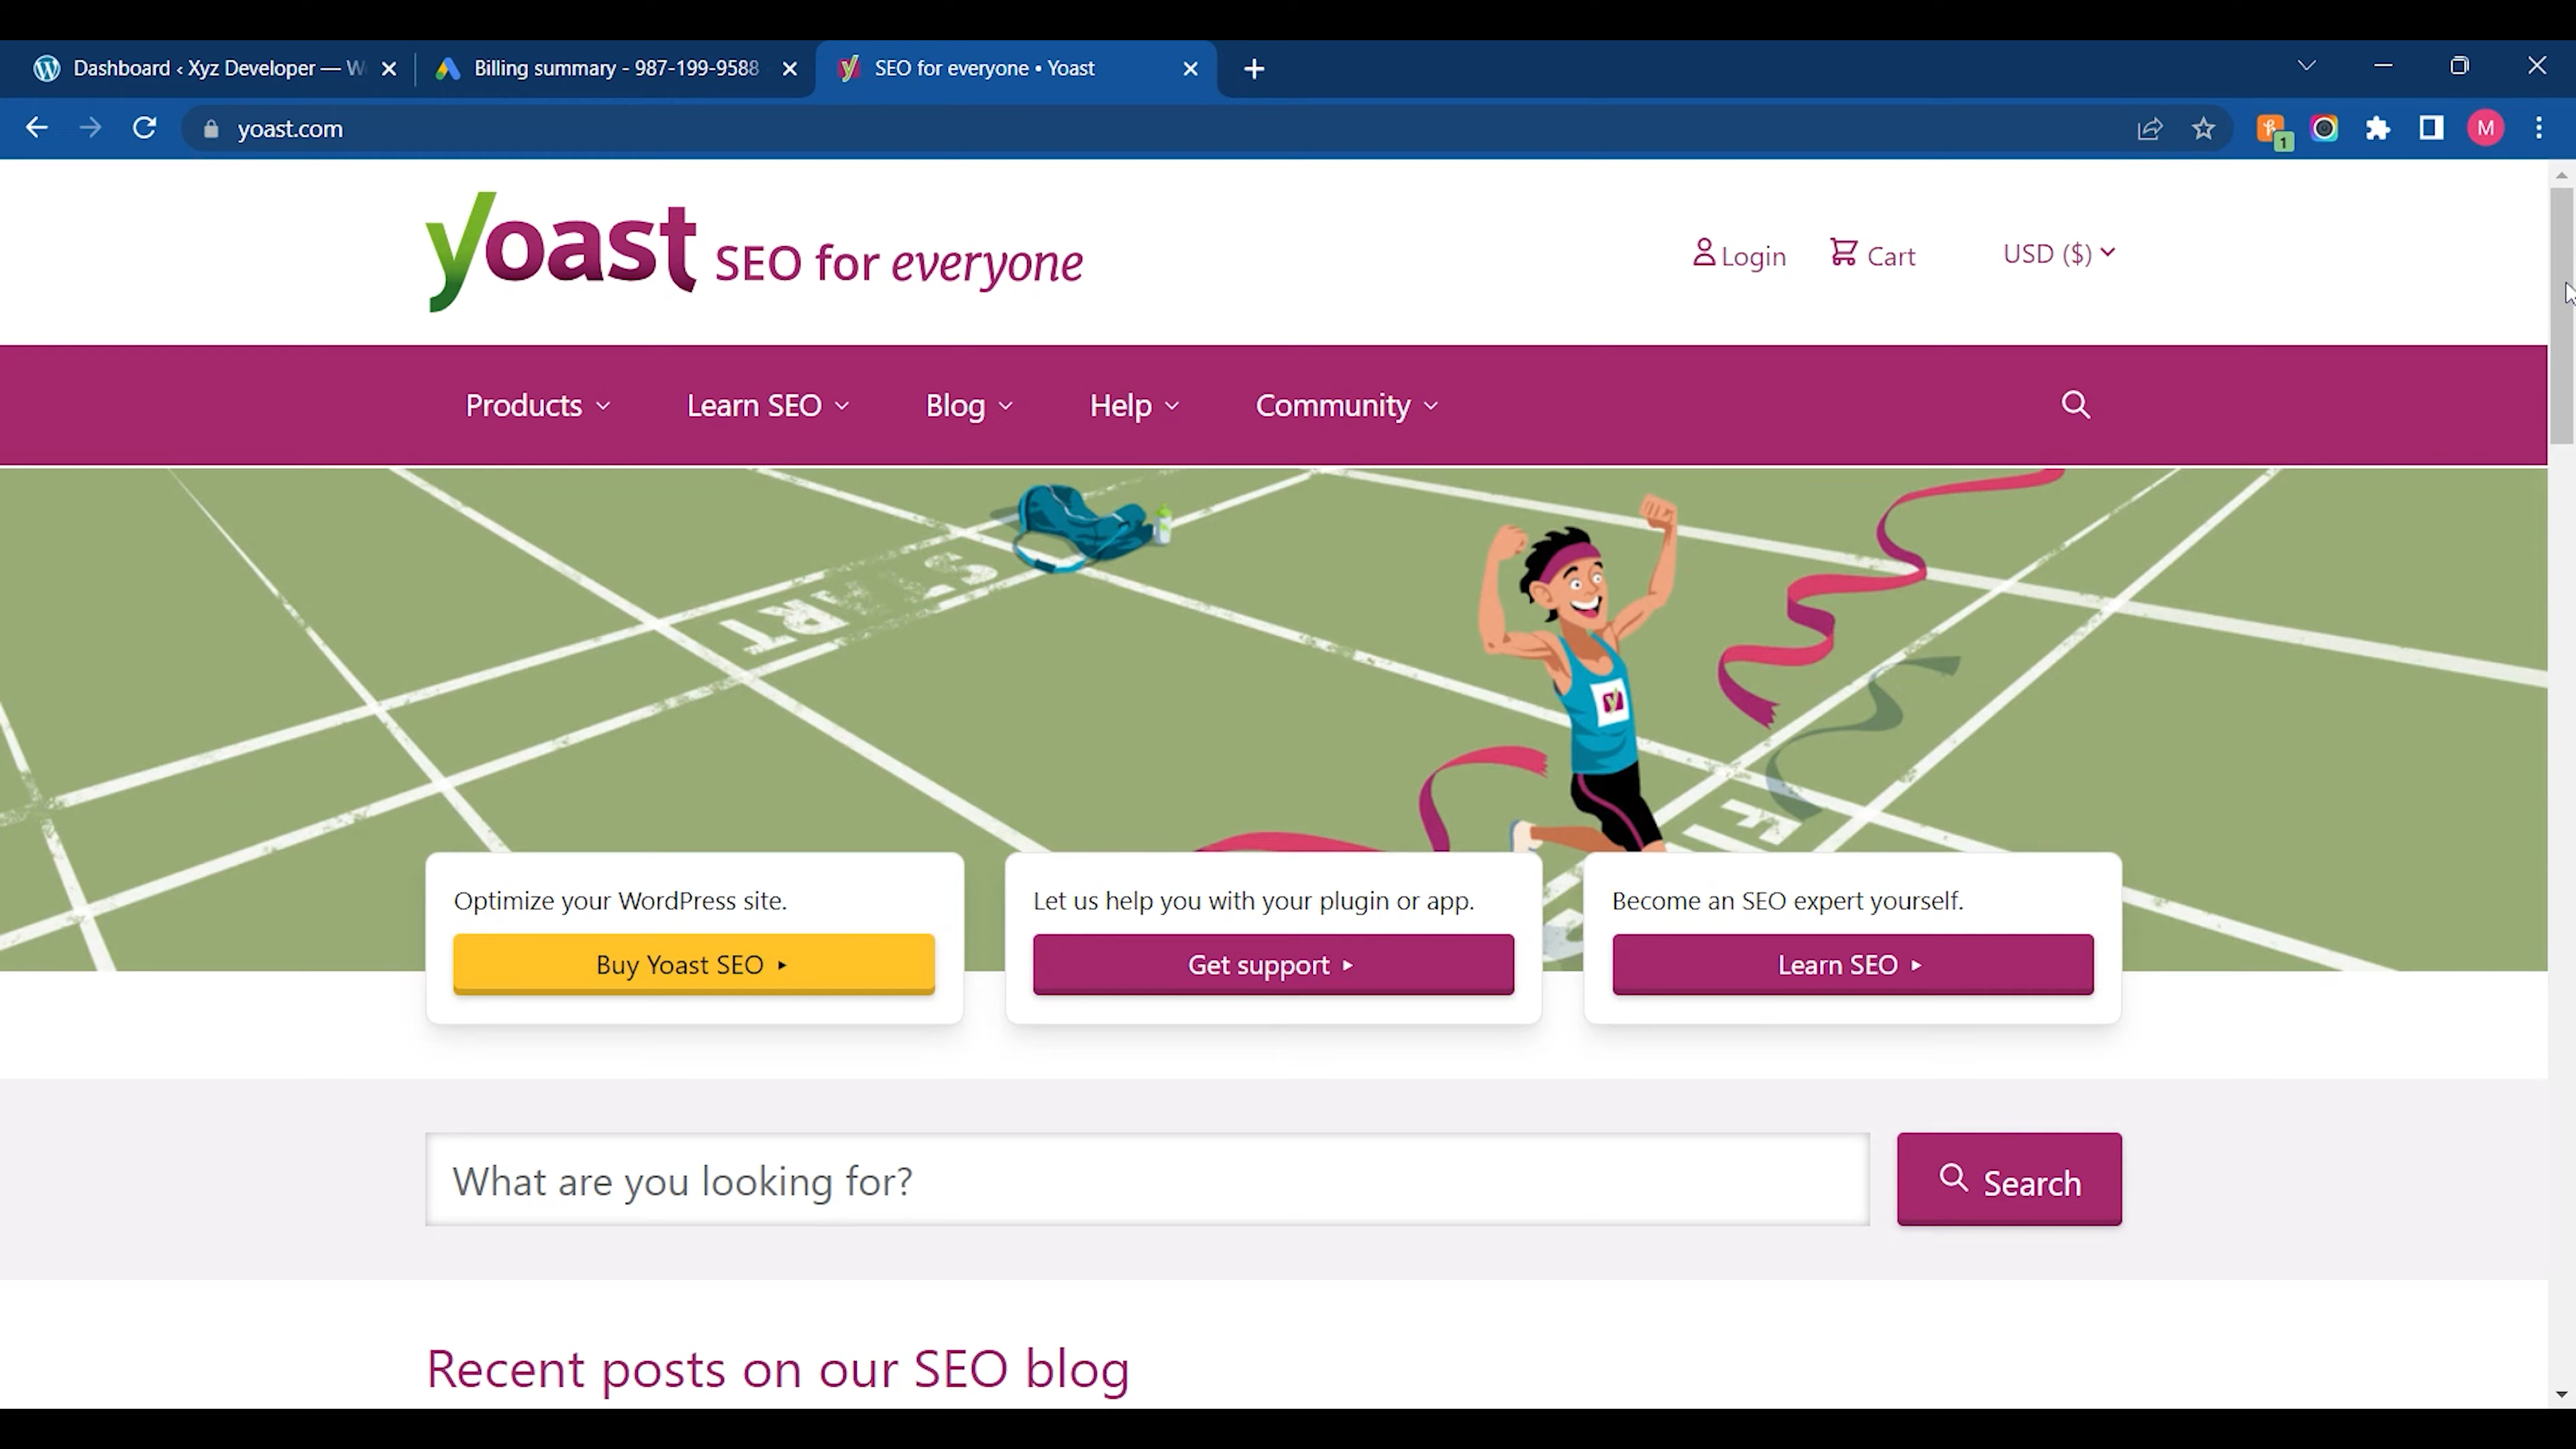 Dashboard ‹ Xyz Developer — W
Billing summary - 987-199-9588
SEO for everyone • Yoast
yoast.com
1
M
yoast SEO for everyone
Login
Cart
USD ($)
Products
Learn SEO
Blog
Help
Community
START
FI
Optimize your WordPress site.
Buy Yoast SEO
Let us help you with your plugin or app.
Get support
Become an SEO expert yourself.
Learn SEO
What are you looking for?
Search
Recent posts on our SEO blog